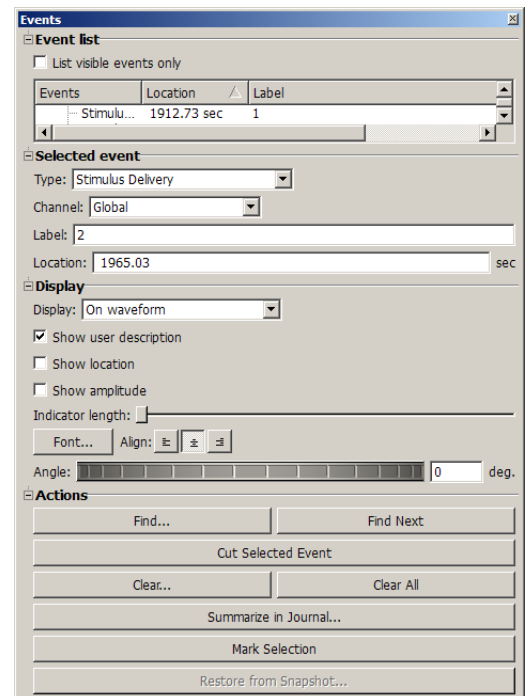 Events
Event list
List visible events only
Events Location Label
Stimulu... 1912.73 sec 1
Selected event
Type: Stimulus Delivery
Channel: Global
Label: 2
Location: 1965.03 sec
Display
Display: On waveform
Show user description
Show location
Show amplitude
Indicator length:
Font... Align:
Angle: 0 deg.
Actions
Find... Find Next
Cut Selected Event
Clear... Clear All
Summarize in Journal...
Mark Selection
Restore from Snapshot...